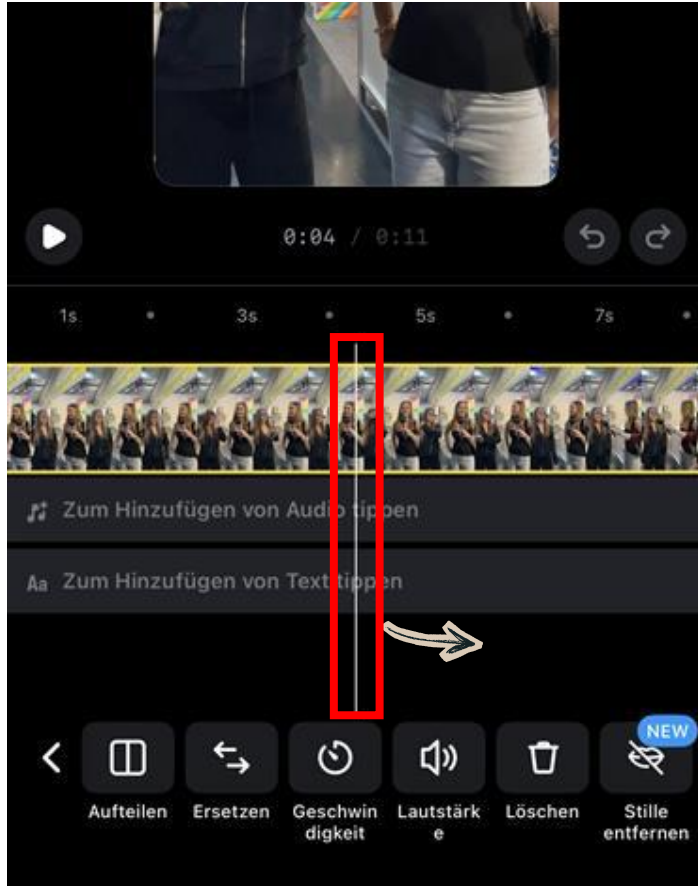 0:04 / 0:11
1s 3s 5s 7s
Zum Hinzufügen von Audio tippen
Aa Zum Hinzufügen von Text tippen
NEW
Aufteilen Ersetzen Geschwin Lautstärk Löschen Stille
digkeit e entfernen